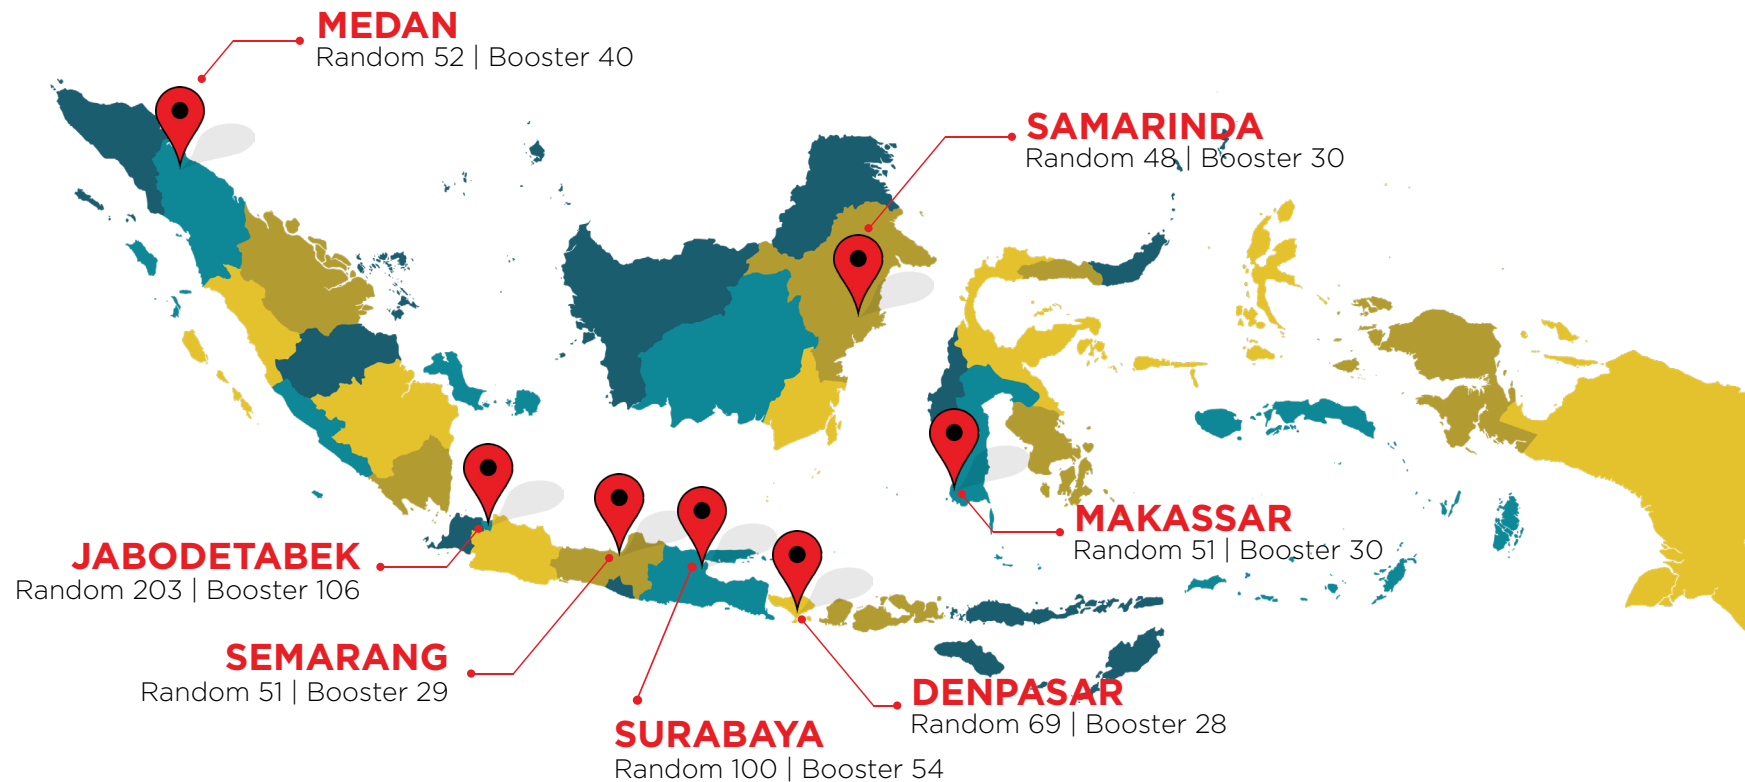 MEDAN
Random 52 | Booster 40
SAMARINDA
Random 48 | Booster 30
MAKASSAR
Random 51 | Booster 30
JABODETABEK
Random 203 | Booster 106
SEMARANG
Random 51 | Booster 29
DENPASAR
Random 69 | Booster 28
SURABAYA
Random 100 | Booster 54